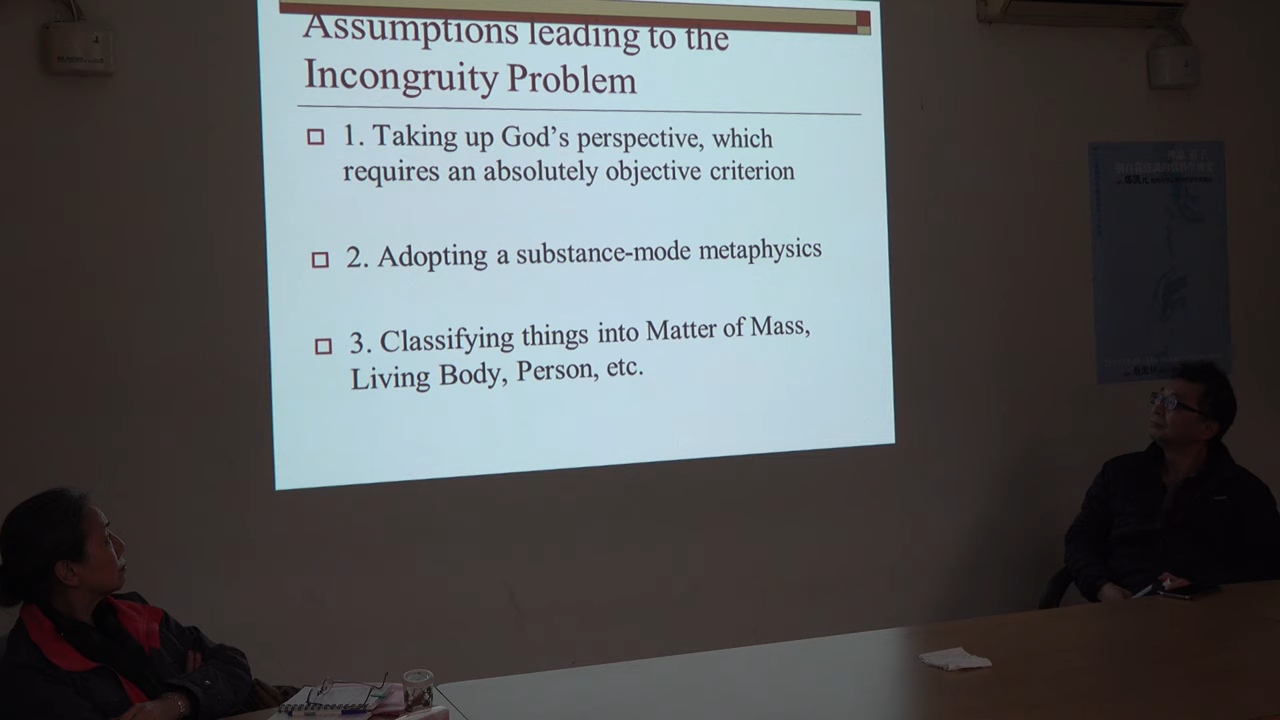 Assumptions leading to the
Incongruity Problem
1. Taking up God's perspective, which
requires an absolutely objective criterion
2. Adopting a substance-mode metaphysics
3. Classifying things into Matter of Mass,
Living Body, Person, etc.